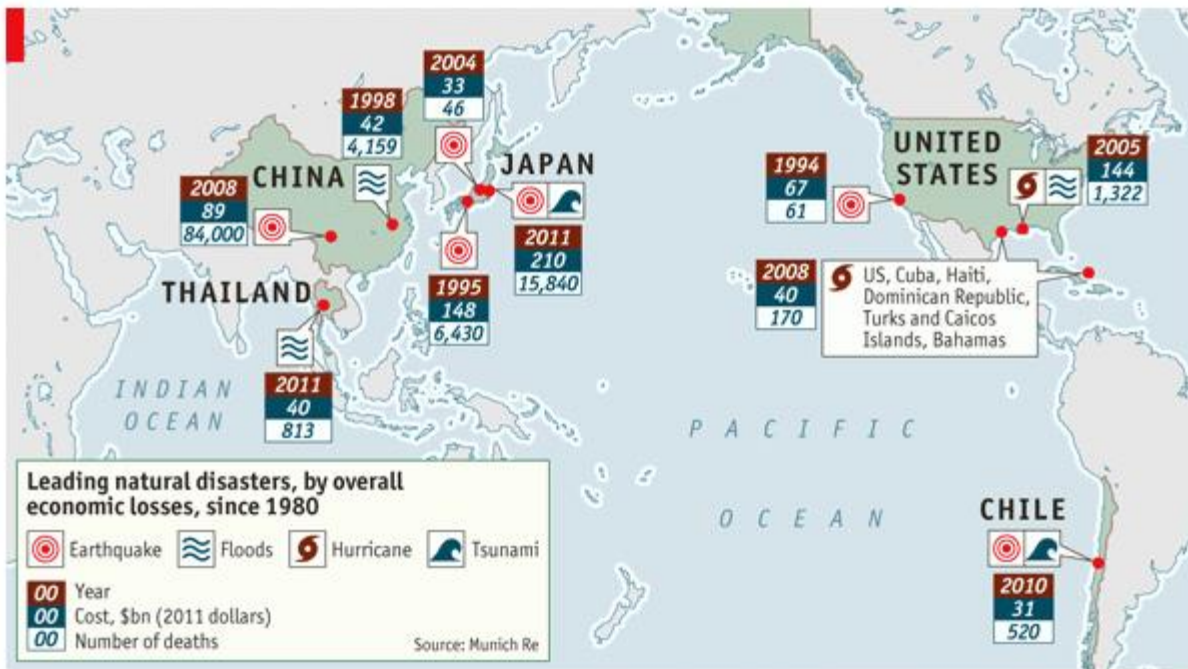 2004
33
46
1998
42
4,159
CHINA
JAPAN
2008
89
84,000
2011
210
15,840
1995
148
6,430
THAILAND
2011
40
813
INDIAN
OCEAN
UNITED
STATES
2005
144
1,322
1994
67
61
2008
40
170
US, Cuba, Haiti,
Dominican Republic,
Turks and Caicos
Islands, Bahamas
PACIFIC
OCEAN
CHILE
2010
31
520
Leading natural disasters, by overall
economic losses, since 1980
Earthquake Floods Hurricane Tsunami
00 Year
00 Cost, $bn (2011 dollars)
00 Number of deaths
Source: Munich Re